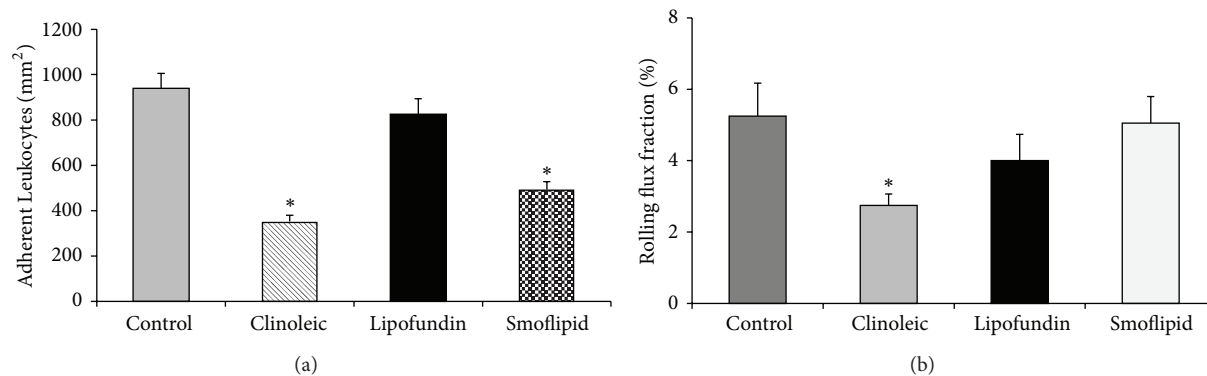 Adherent Leukocytes (mm²)
1200
1000
800
600
400
200
0
*
*
Control Clinoleic Lipofundin Smoflipid
(a)
Rolling flux fraction (%)
8
6
4
2
0
*
Control Clinoleic Lipofundin Smoflipid
(b)